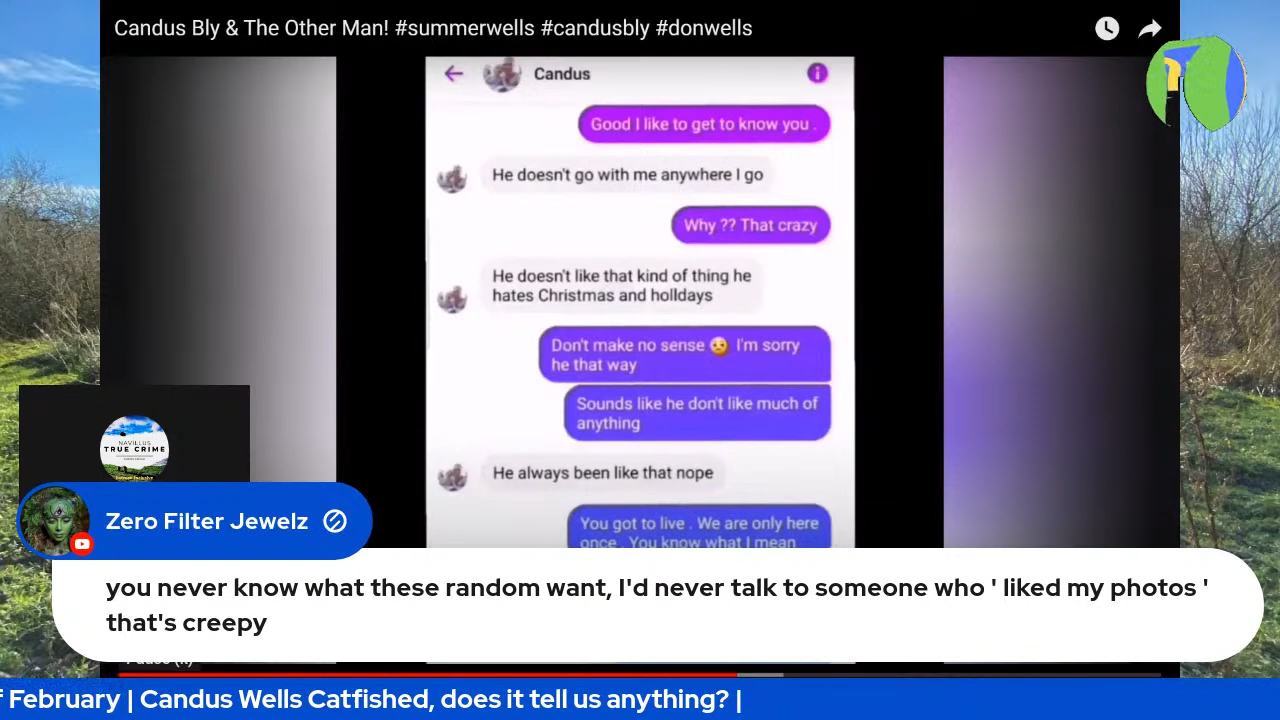 Candus Bly & The Other Man! #summerwells #candusbly #donwells
Candus
Good I like to get to know you .
He doesn't go with me anywhere I go
Why ?? That crazy
He doesn't like that kind of thing he
hates Christmas and holldays
Don't make no sense 😢 I'm sorry
he that way
Sounds like he don't like much of
anything
He always been like that nope
You got to live . We are only here
once . You know what I mean
NAVILLUS
TRUE CRIME
Zero Filter Jewelz
you never know what these random want, I'd never talk to someone who ' liked my photos '
that's creepy
February | Candus Wells Catfished, does it tell us anything? |